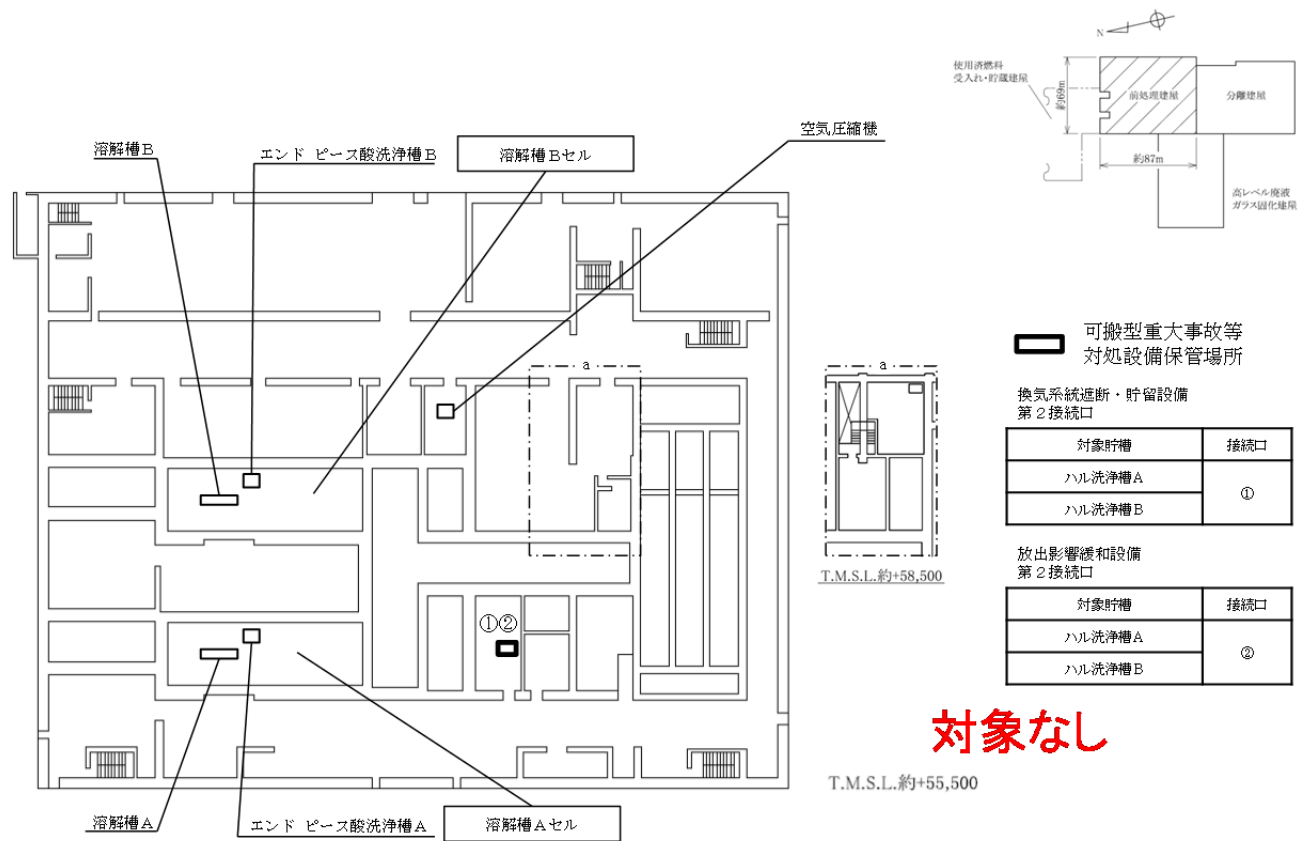 N
使用済燃料
受入れ・貯蔵建屋
約69m
前処理建屋
分離建屋
約87m
高レベル廃液
ガラス固化建屋
溶解槽B
エンド ピース酸洗浄槽B
溶解槽Bセル
空気圧縮機
a
a
T.M.S.L.約+58,500
①②
溶解槽A
エンド ピース酸洗浄槽A
溶解槽Aセル
可搬型重大事故等
対処設備保管場所
換気系統遮断・貯留設備
第2接続口
対象貯槽 接続口
ハル洗浄槽A
①
ハル洗浄槽B
放出影響緩和設備
第2接続口
対象貯槽 接続口
ハル洗浄槽A
②
ハル洗浄槽B
対象なし
T.M.S.L.約+55,500